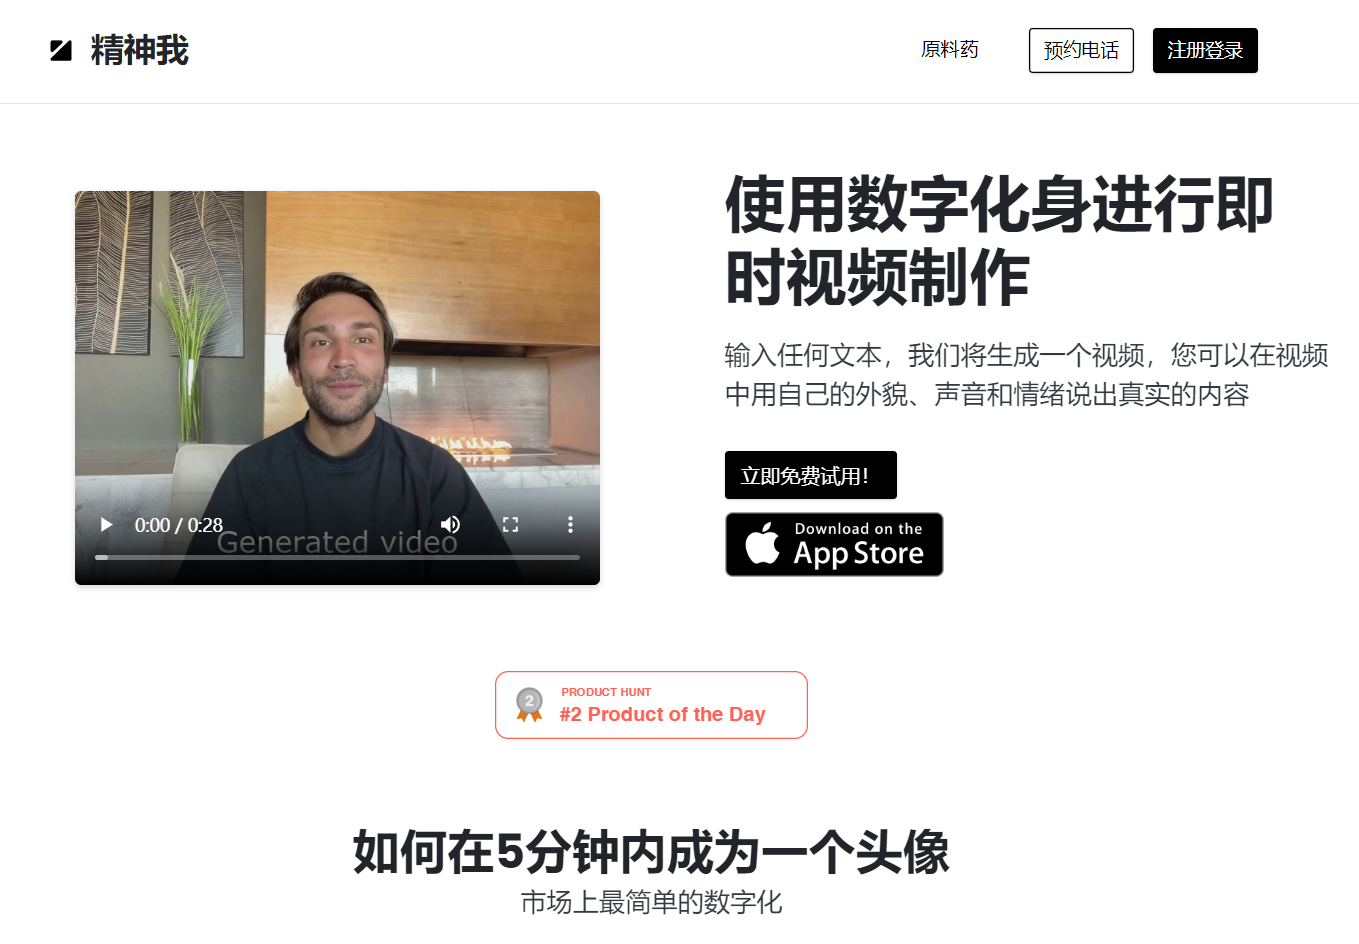 精神我
原料药
预约电话
注册登录
使用数字化身进行即
时视频制作
输入任何文本，我们将生成一个视频，您可以在视频
中用自己的外貌、声音和情绪说出真实的内容
0:00 / 0:28
Generated video
立即免费试用！
Download on the
App Store
2
PRODUCT HUNT
#2 Product of the Day
如何在5分钟内成为一个头像
市场上最简单的数字化